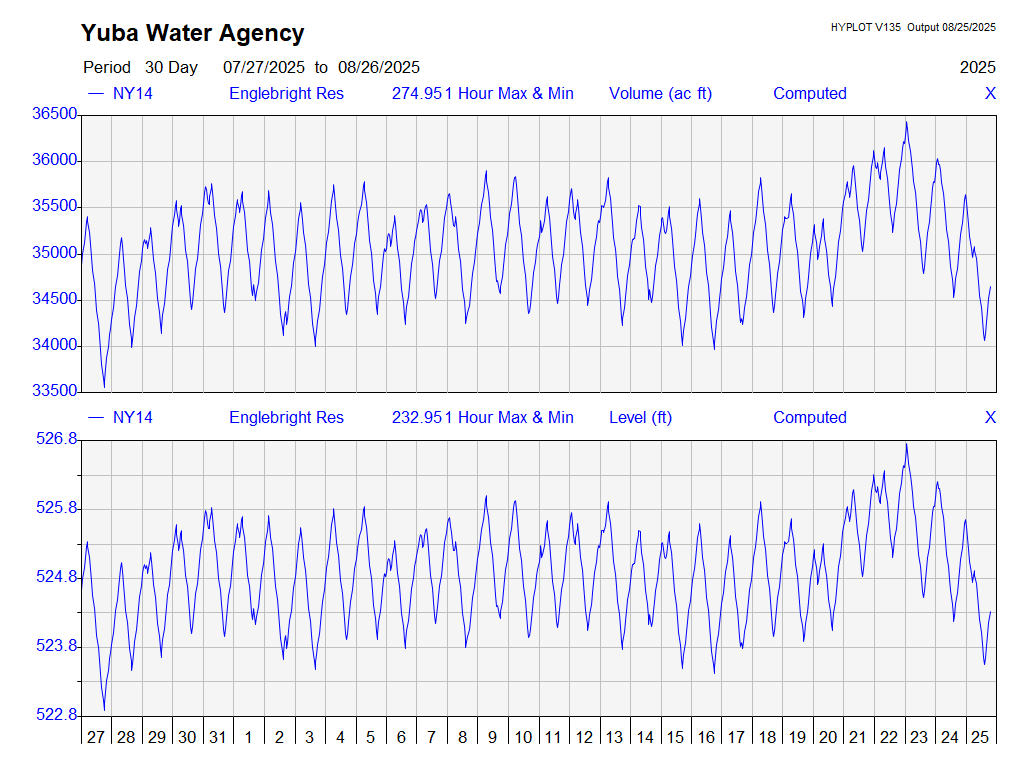 Yuba Water Agency
HYPLOT V135 Output 08/25/2025
Period 30 Day 07/27/2025 to 08/26/2025 2025
— NY14 Englebright Res 274.951 Hour Max & Min Volume (ac ft) Computed X
36500
36000
35500
35000
34500
34000
33500
— NY14 Englebright Res 232.951 Hour Max & Min Level (ft) Computed X
526.8
525.8
524.8
523.8
522.8
27 28 29 30 31 1 2 3 4 5 6 7 8 9 10 11 12 13 14 15 16 17 18 19 20 21 22 23 24 25